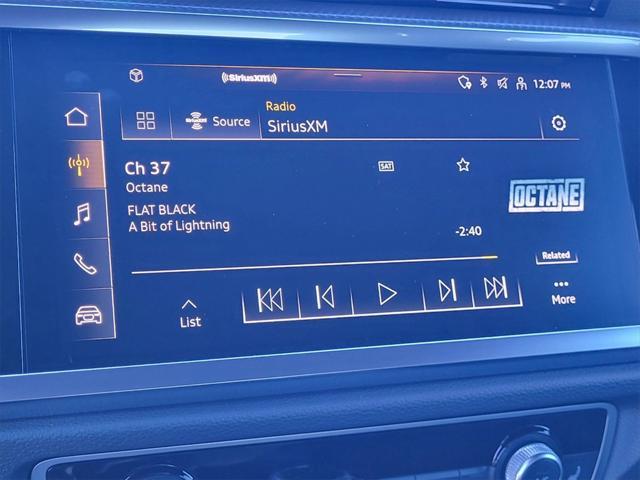 ((SiriusXM))
12:07 PM
SiriusXM
Source
Radio
SiriusXM
Ch 37
SAT
Octane
OCTANE
FLAT BLACK
A Bit of Lightning
-2:40
Related
List
More